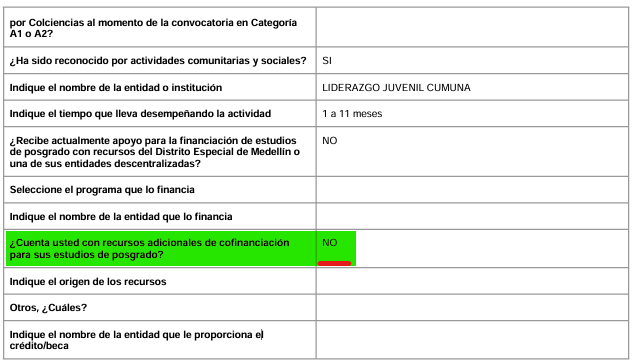 por Colciencias al momento de la convocatoria en Categoría
A1 o A2?
¿Ha sido reconocido por actividades comunitarias y sociales? SI
Indique el nombre de la entidad o institución LIDERAZGO JUVENIL CUMUNA
Indique el tiempo que lleva desempeñando la actividad 1 a 11 meses
¿Recibe actualmente apoyo para la financiación de estudios NO
de posgrado con recursos del Distrito Especial de Medellín o
una de sus entidades descentralizadas?
Seleccione el programa que lo financia
Indique el nombre de la entidad que lo financia
¿Cuenta usted con recursos adicionales de cofinanciación NO
para sus estudios de posgrado?
Indique el origen de los recursos
Otros, ¿Cuáles?
Indique el nombre de la entidad que le proporciona el
crédito/beca